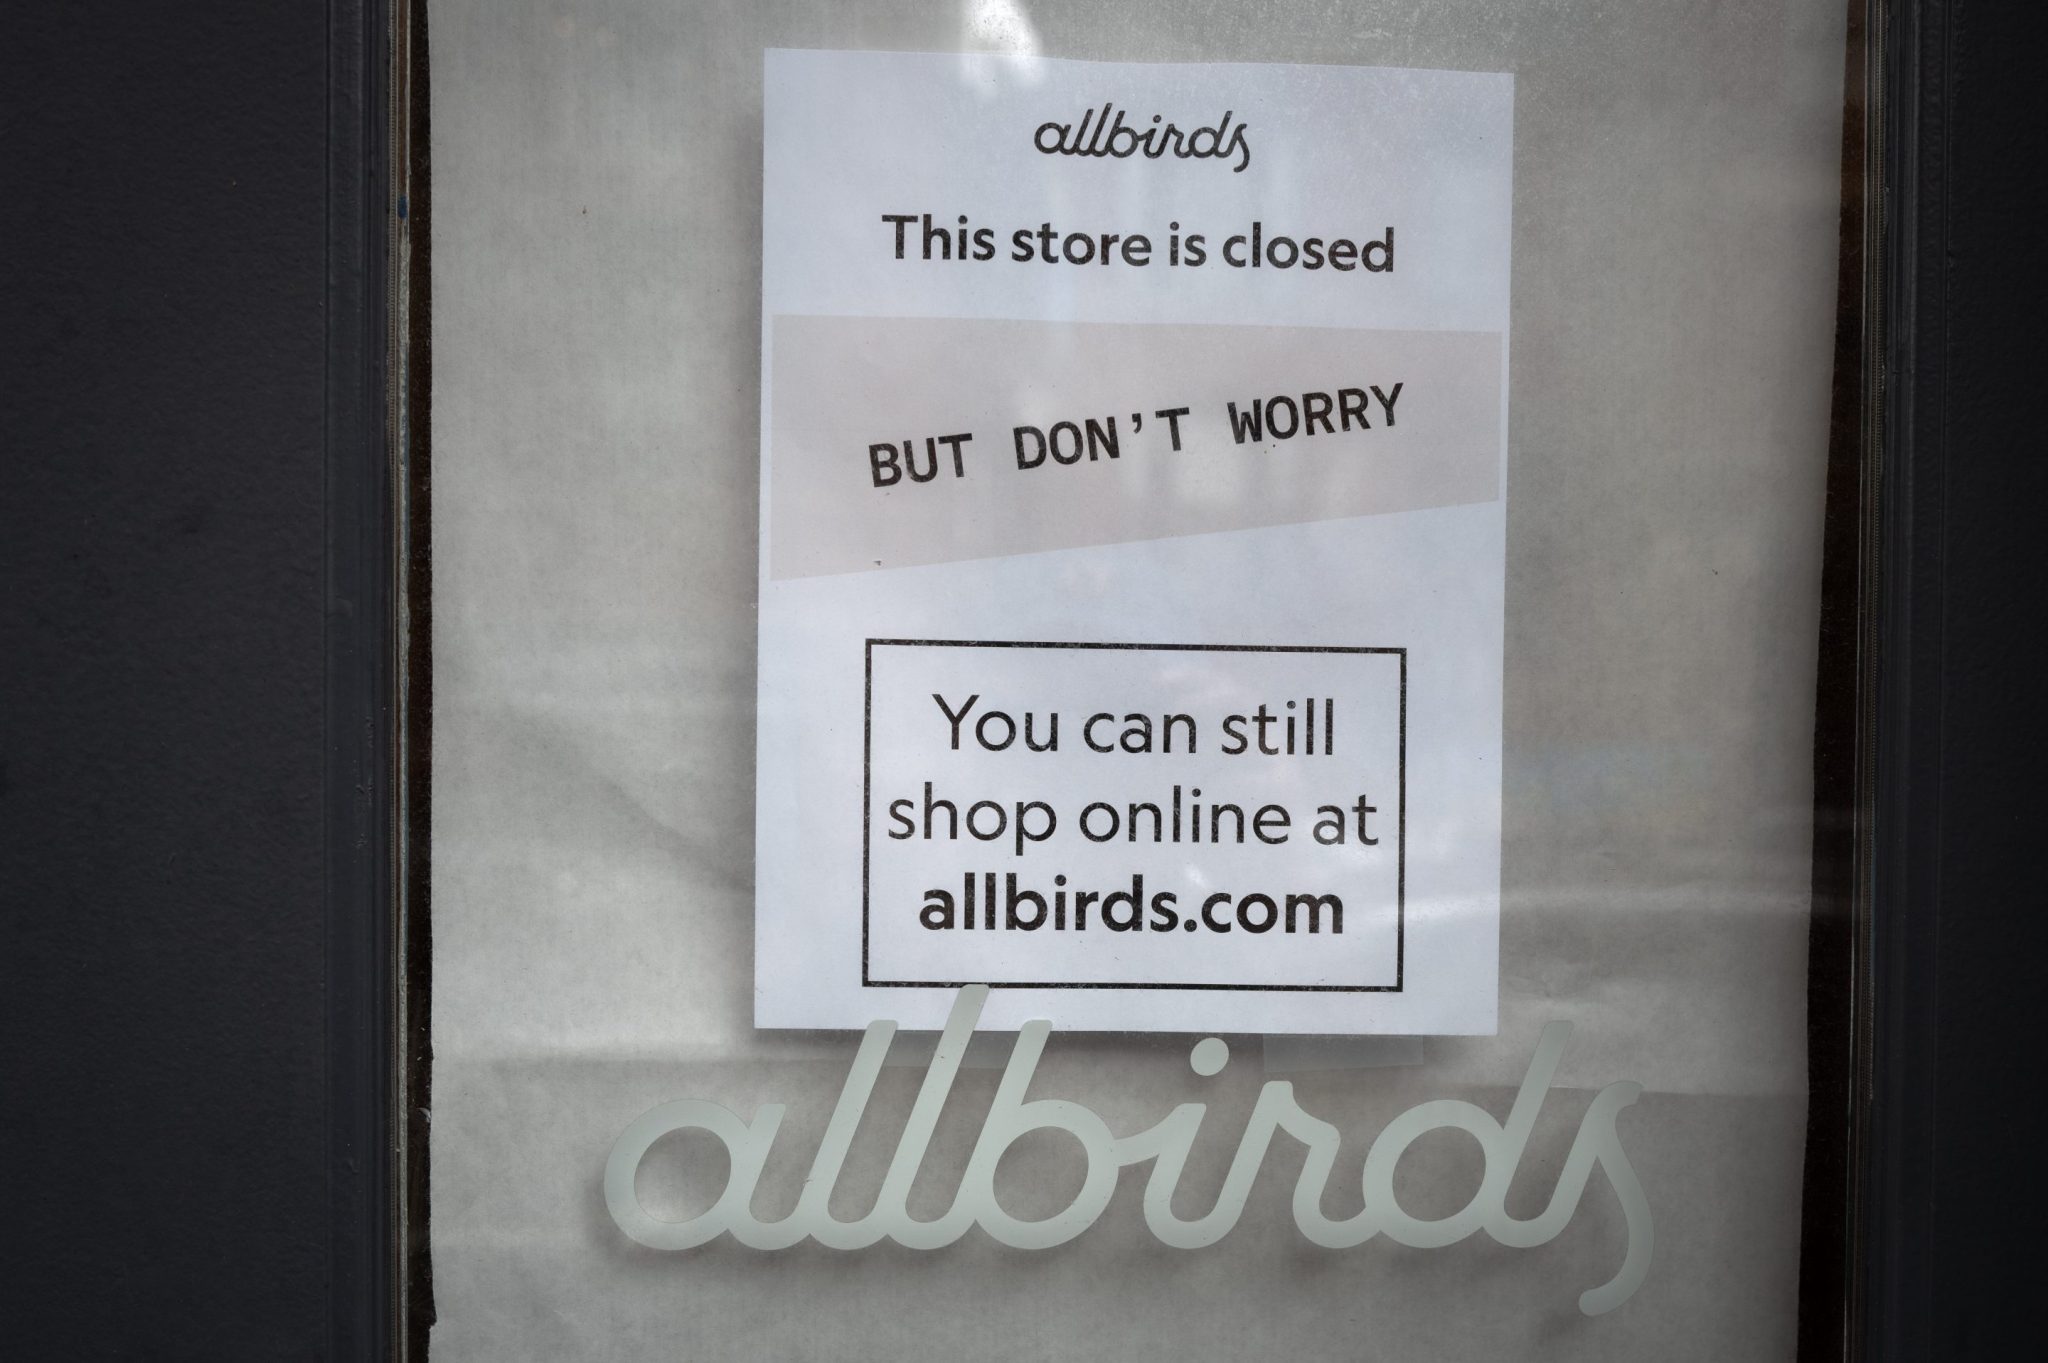 allbirds
This store is closed
BUT DON'T WORRY
You can still
shop online at
allbirds.com
allbirds